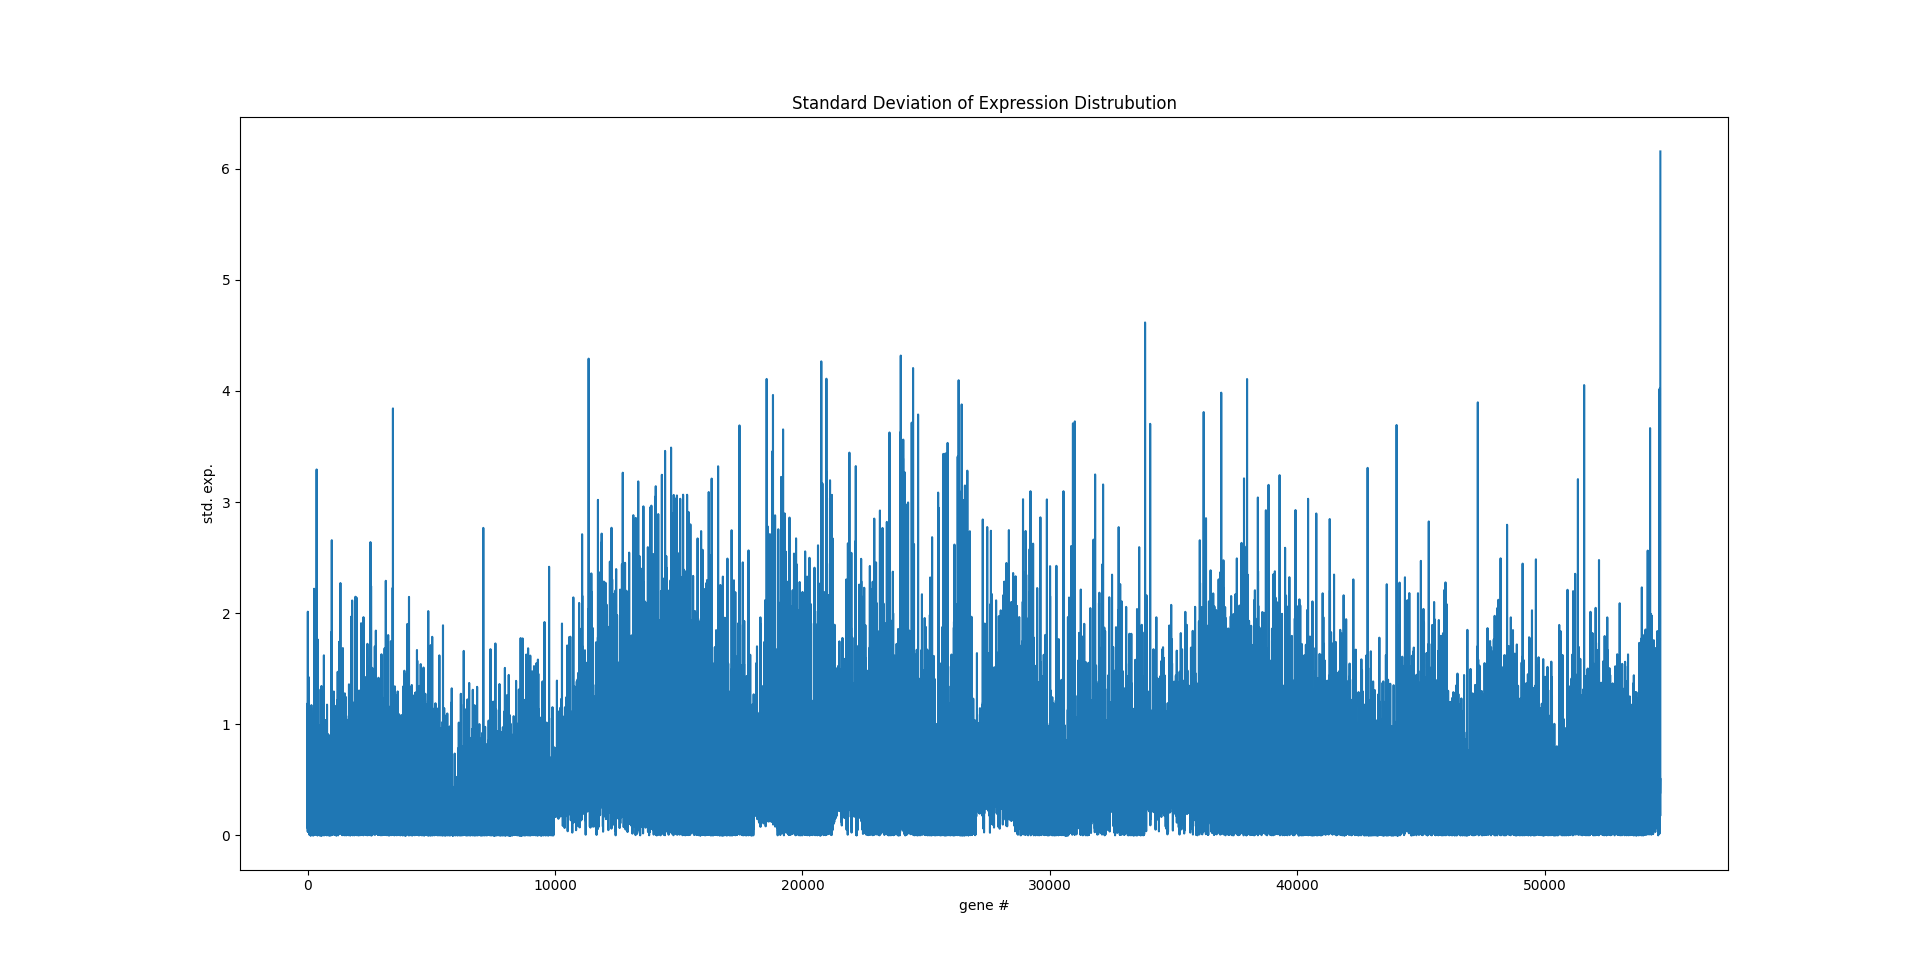 Standard Deviation of Expression Distrubution
6
5
4
3
2
1
0
std. exp.
0 10000 20000 30000 40000 50000
gene #